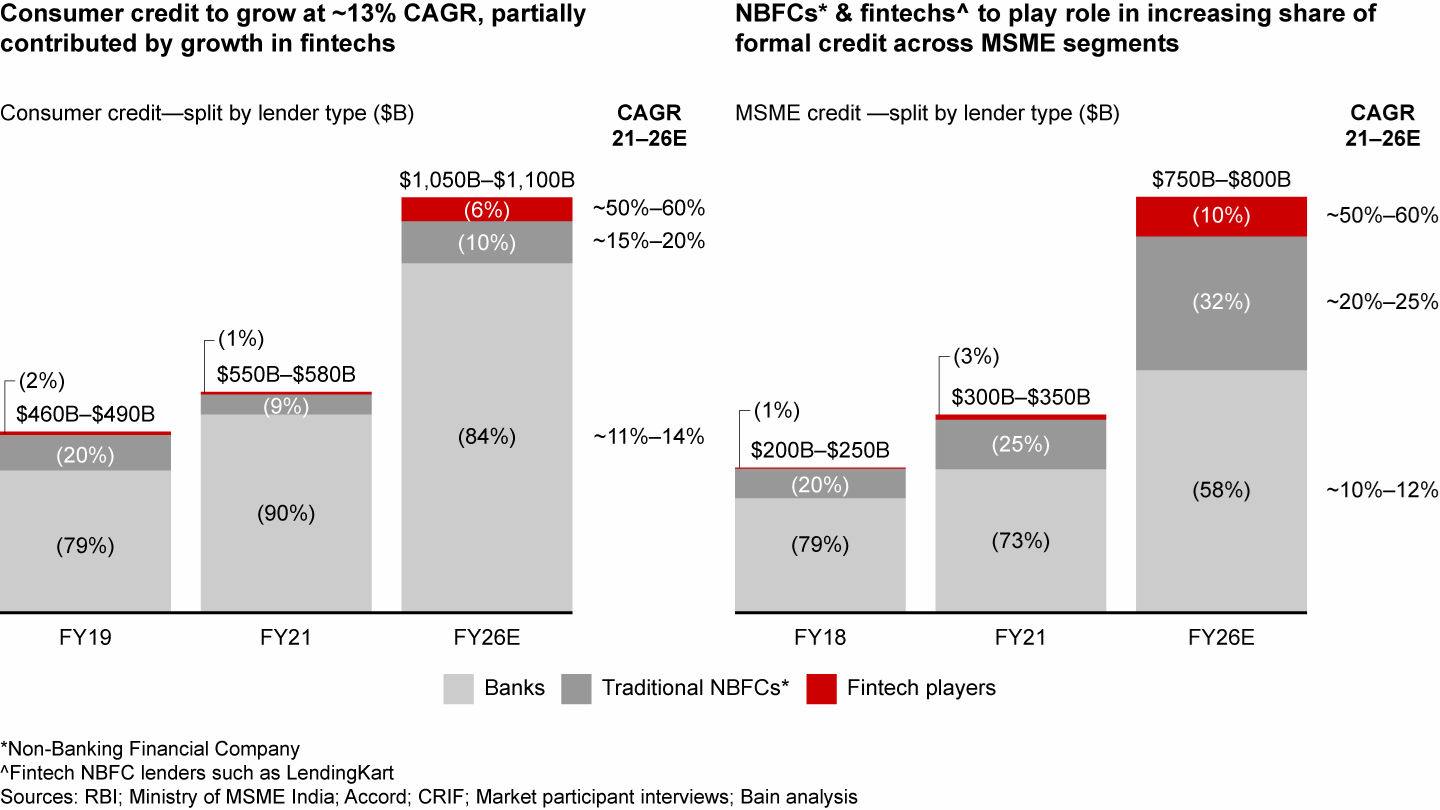 Consumer credit to grow at ~13% CAGR, partially
contributed by growth in fintechs
Consumer credit—split by lender type ($B)
CAGR
21–26E
$1,050B–$1,100B
(6%)
~50%–60%
(10%)
~15%–20%
(1%)
$550B–$580B
(2%)
$460B–$490B
(9%)
(84%)
~11%–14%
(20%)
(90%)
(79%)
FY19
FY21
FY26E
NBFCs* & fintechs^ to play role in increasing share of
formal credit across MSME segments
MSME credit —split by lender type ($B)
CAGR
21–26E
$750B–$800B
(10%)
~50%–60%
(32%)
~20%–25%
(3%)
$300B–$350B
(1%)
$200B–$250B
(25%)
(20%)
(58%)
~10%–12%
(79%)
(73%)
FY18
FY21
FY26E
Banks
Traditional NBFCs*
Fintech players
*Non-Banking Financial Company
^Fintech NBFC lenders such as LendingKart
Sources: RBI; Ministry of MSME India; Accord; CRIF; Market participant interviews; Bain analysis